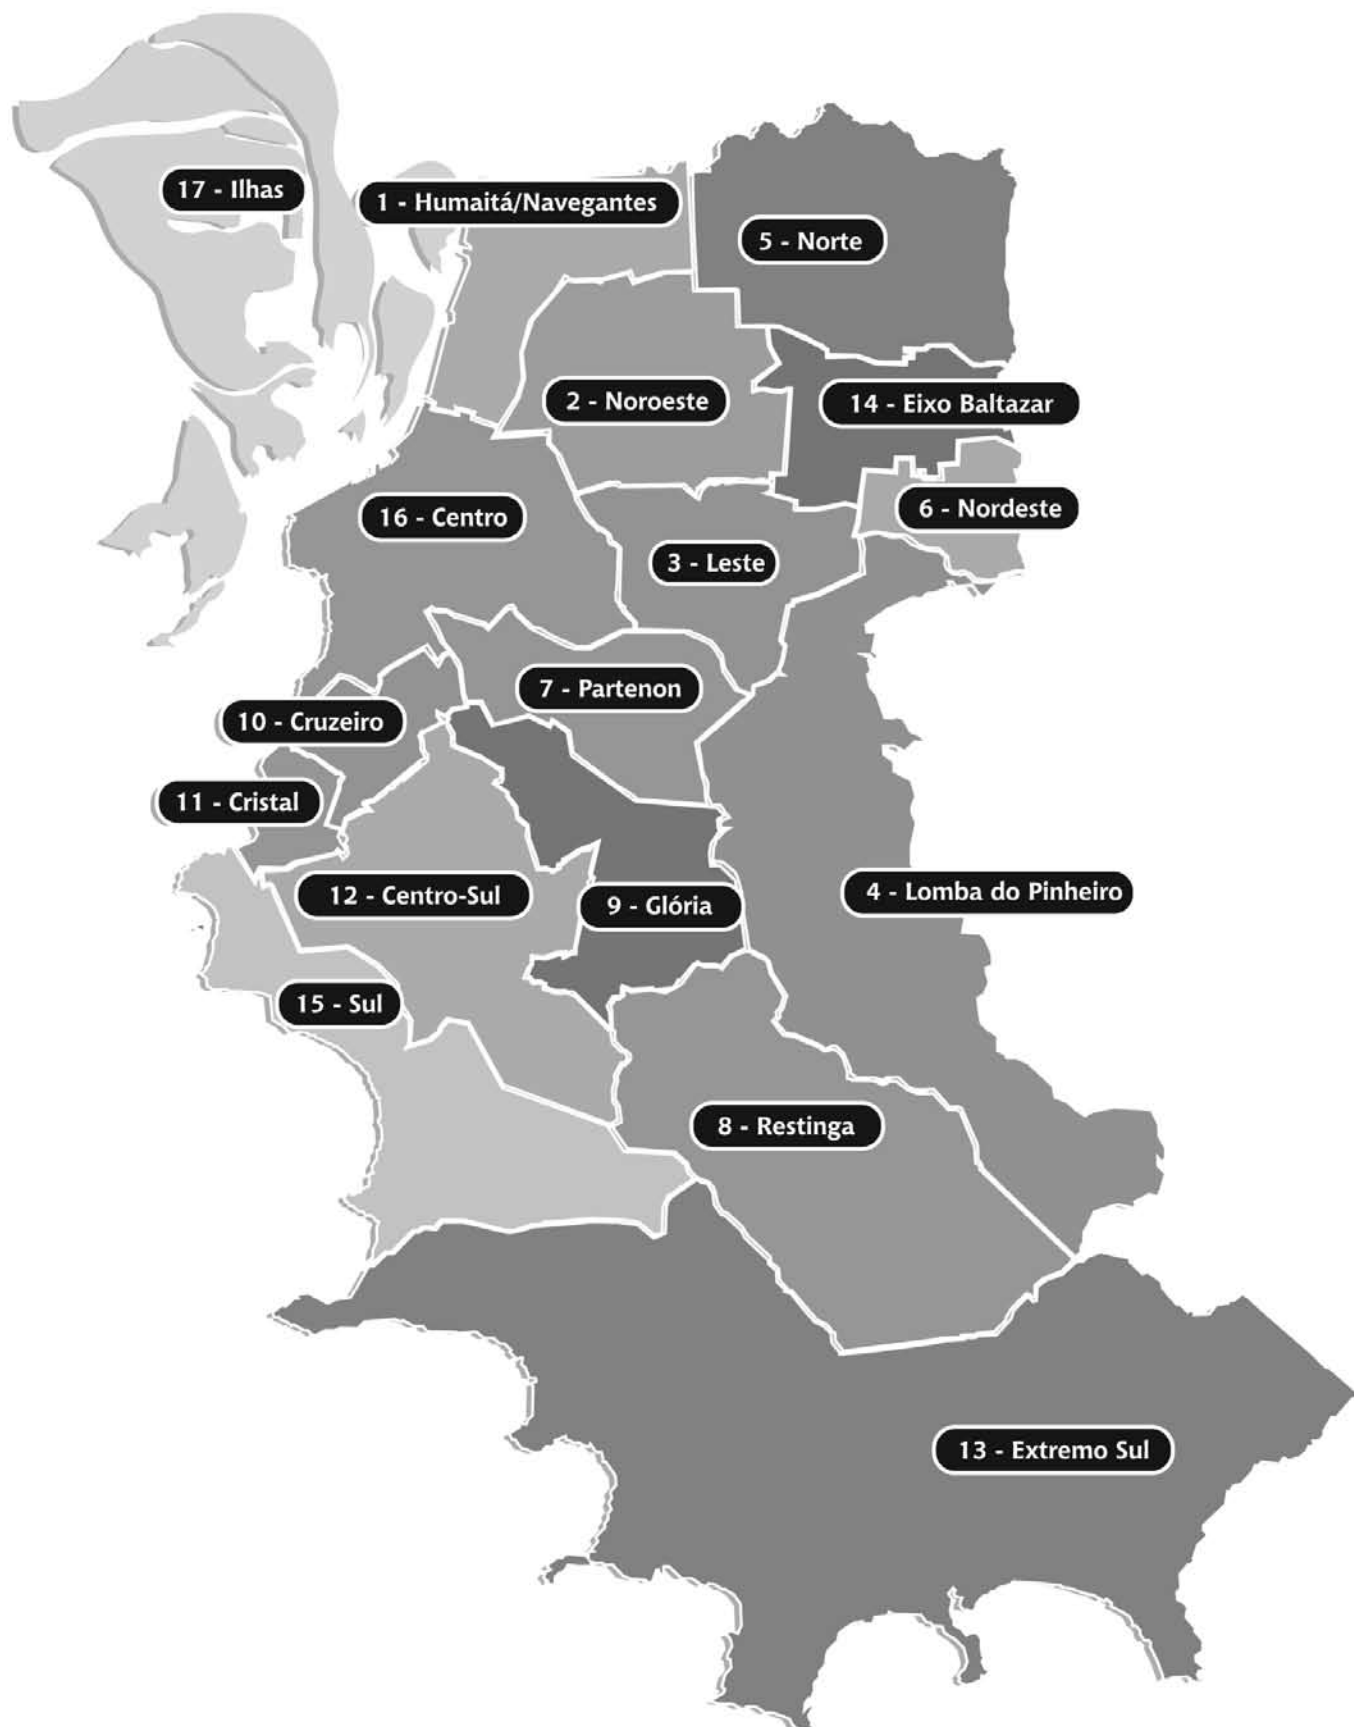 17 - Ilhas
1 - Humaitá/Navegantes
5 - Norte
2 - Noroeste
14 - Eixo Baltazar
6 - Nordeste
16 - Centro
3 - Leste
7 - Partenon
10 - Cruzeiro
11 - Cristal
12 - Centro-Sul
9 - Glória
4 - Lomba do Pinheiro
15 - Sul
8 - Restinga
13 - Extremo Sul